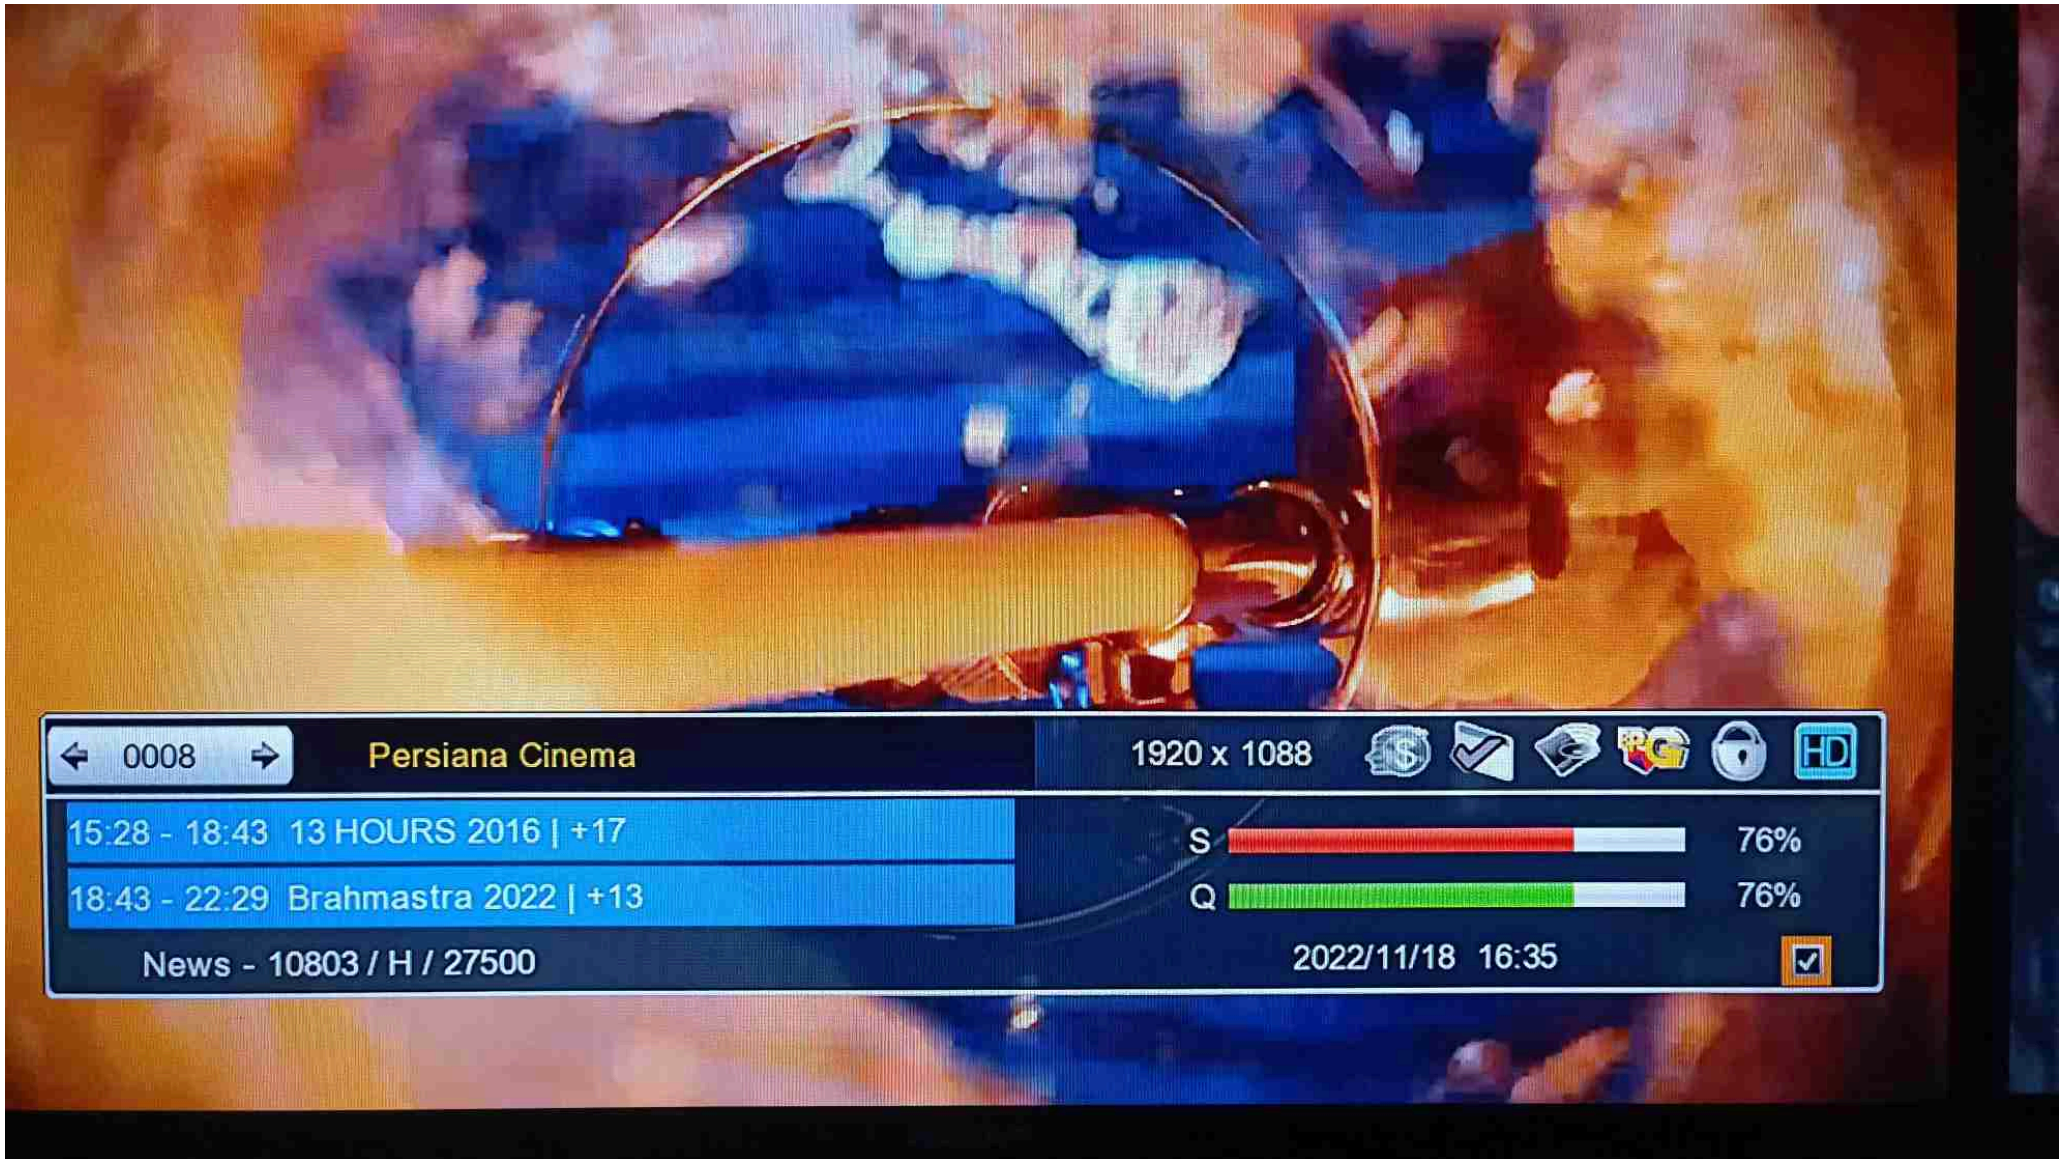 0008
Persiana Cinema
1920 x 1088
$
G
HD
15:28 - 18:43 13 HOURS 2016 | +17
18:43 - 22:29 Brahmastra 2022 | +13
S 76%
Q 76%
News - 10803 / H / 27500
2022/11/18 16:35